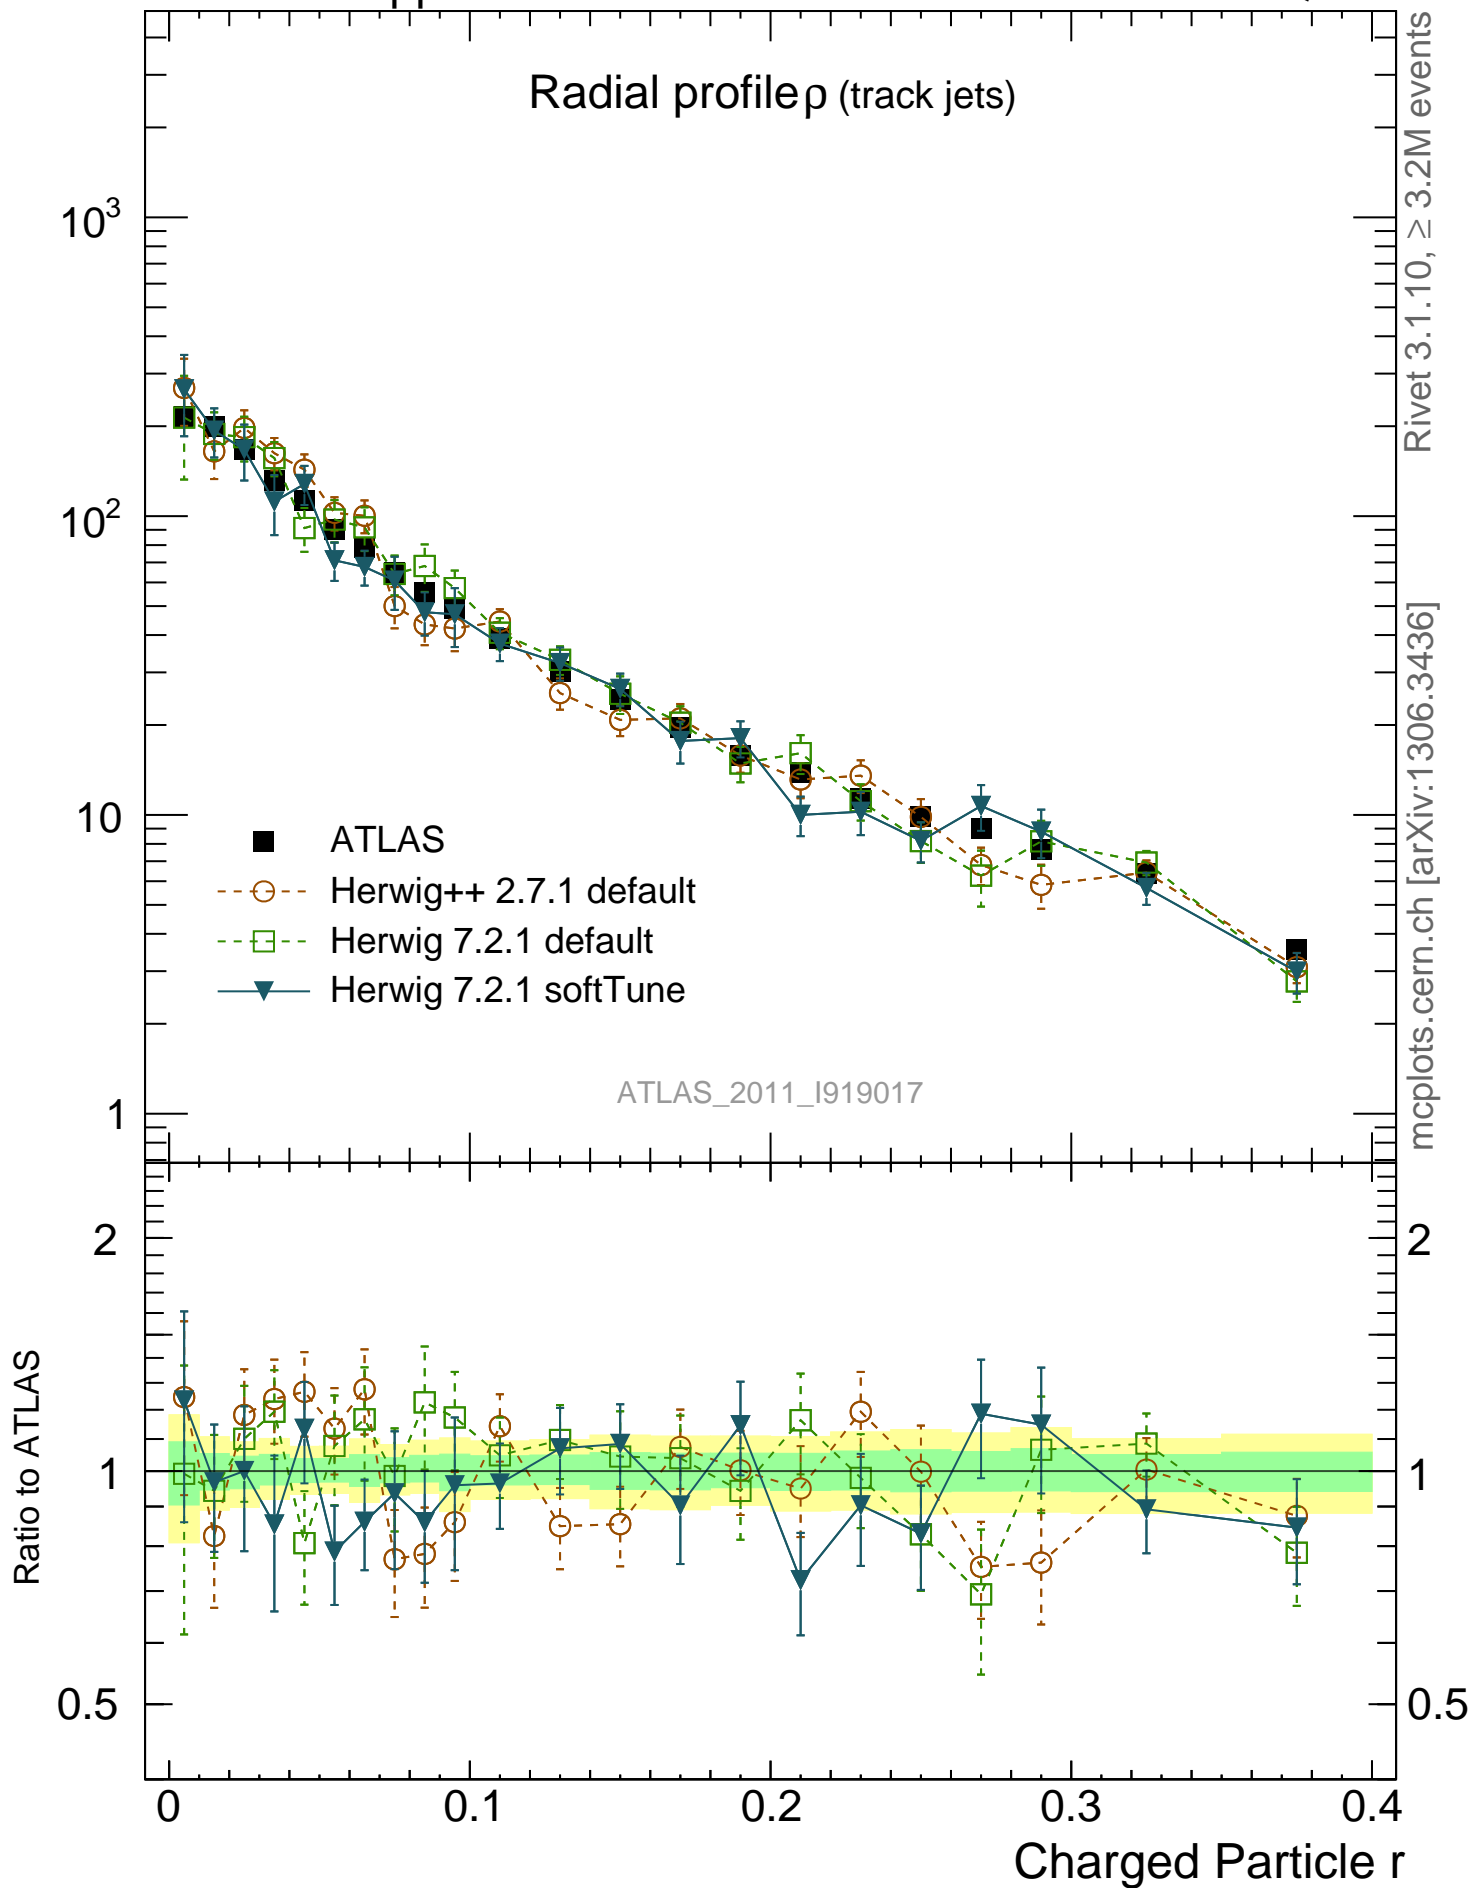 pp
Radial profile ρ (track jets)
10³
10²
10
1
ATLAS
Herwig++ 2.7.1 default
Herwig 7.2.1 default
Herwig 7.2.1 softTune
ATLAS_2011_I919017
Rivet 3.1.10, ≥ 3.2M events
mcplots.cern.ch [arXiv:1306.3436]
Ratio to ATLAS
2
1
0.5
2
1
0.5
0 0.1 0.2 0.3 0.4
Charged Particle r